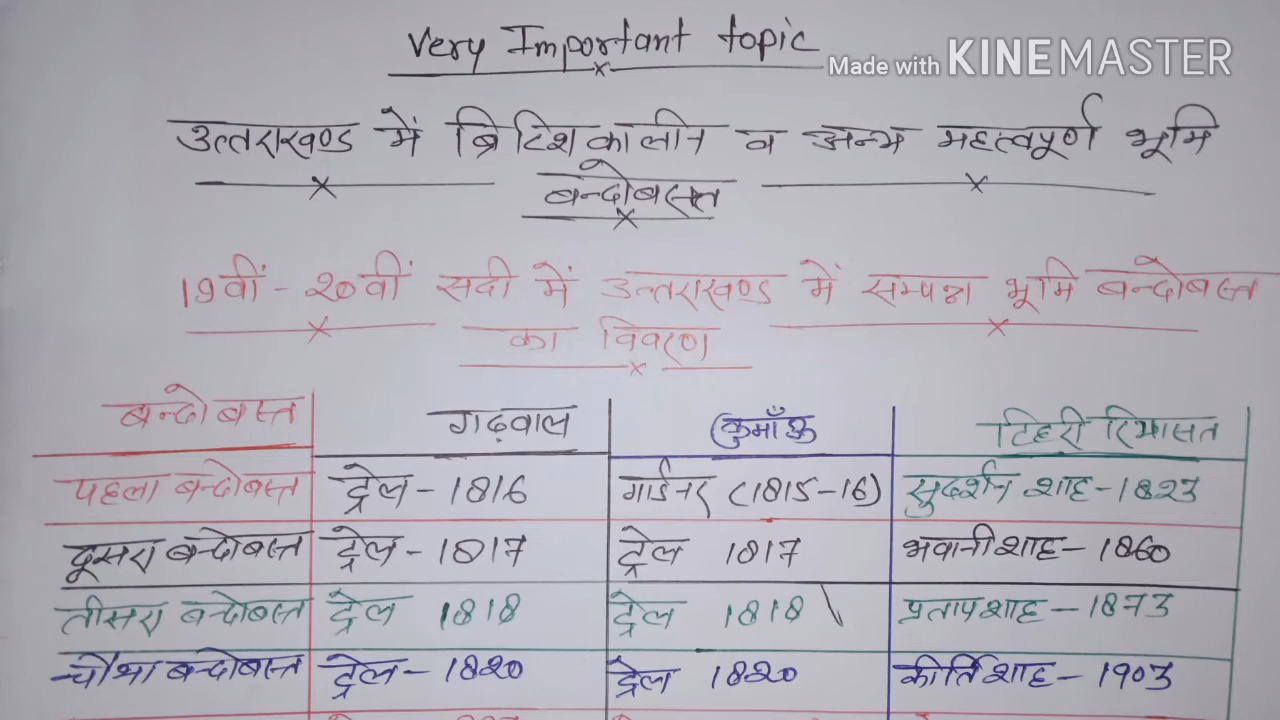 Very Important topic
Made with KINEMASTER
उत्तराखण्ड में ब्रिटिशकालीन व अन्य महत्वपूर्ण भूमि
बन्दोबस्त
19वीं - 20वीं सदी में उत्तराखण्ड में सम्पन्न भूमि बन्दोबस्त
का विवरण
बन्दोबस्त गढ़वाल कुमाँऊ टिहरी रियासत
पहला बन्दोबस्त ट्रेल - 1816 गार्डनर (1815-16) सुदर्शन शाह - 1823
दूसरा बन्दोबस्त ट्रेल - 1817 ट्रेल 1817 भवानी शाह - 1860
तीसरा बन्दोबस्त ट्रेल 1818 ट्रेल 1818 प्रताप शाह - 1873
चौथा बन्दोबस्त ट्रेल - 1820 ट्रेल 1820 कीर्ति शाह - 1903